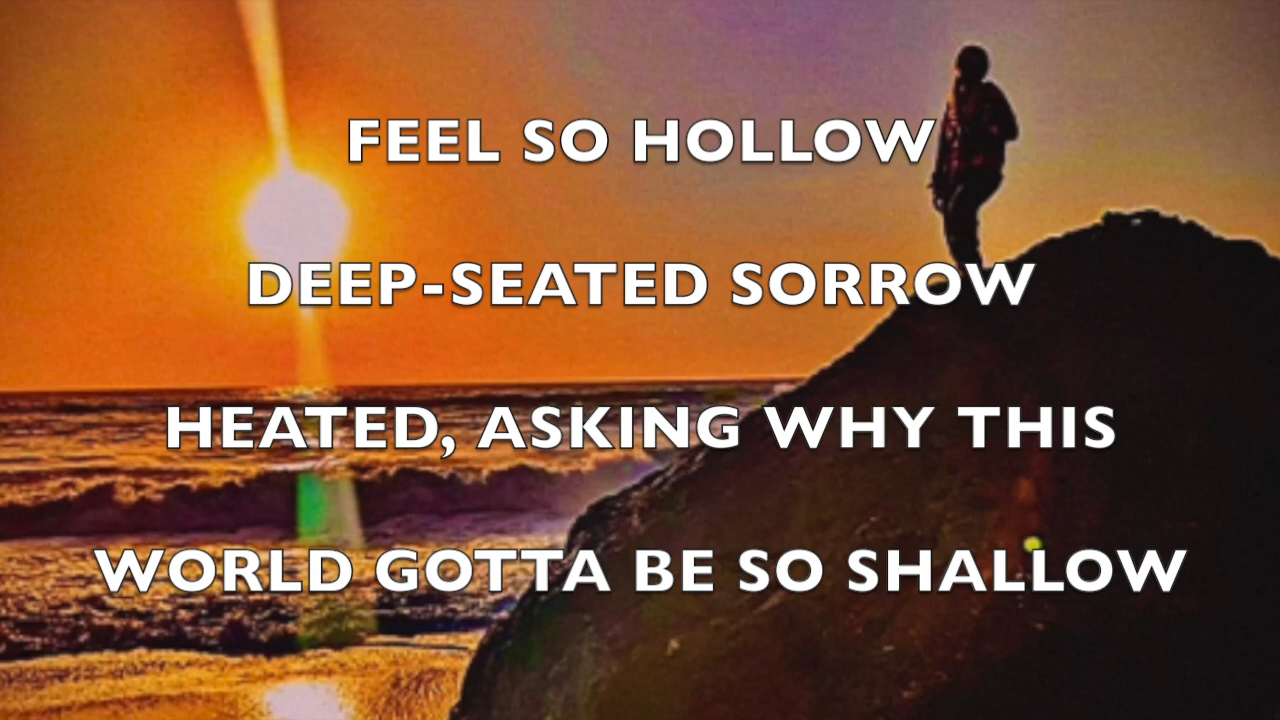 FEEL SO HOLLOW
DEEP-SEATED SORROW
HEATED, ASKING WHY THIS
WORLD GOTTA BE SO SHALLOW